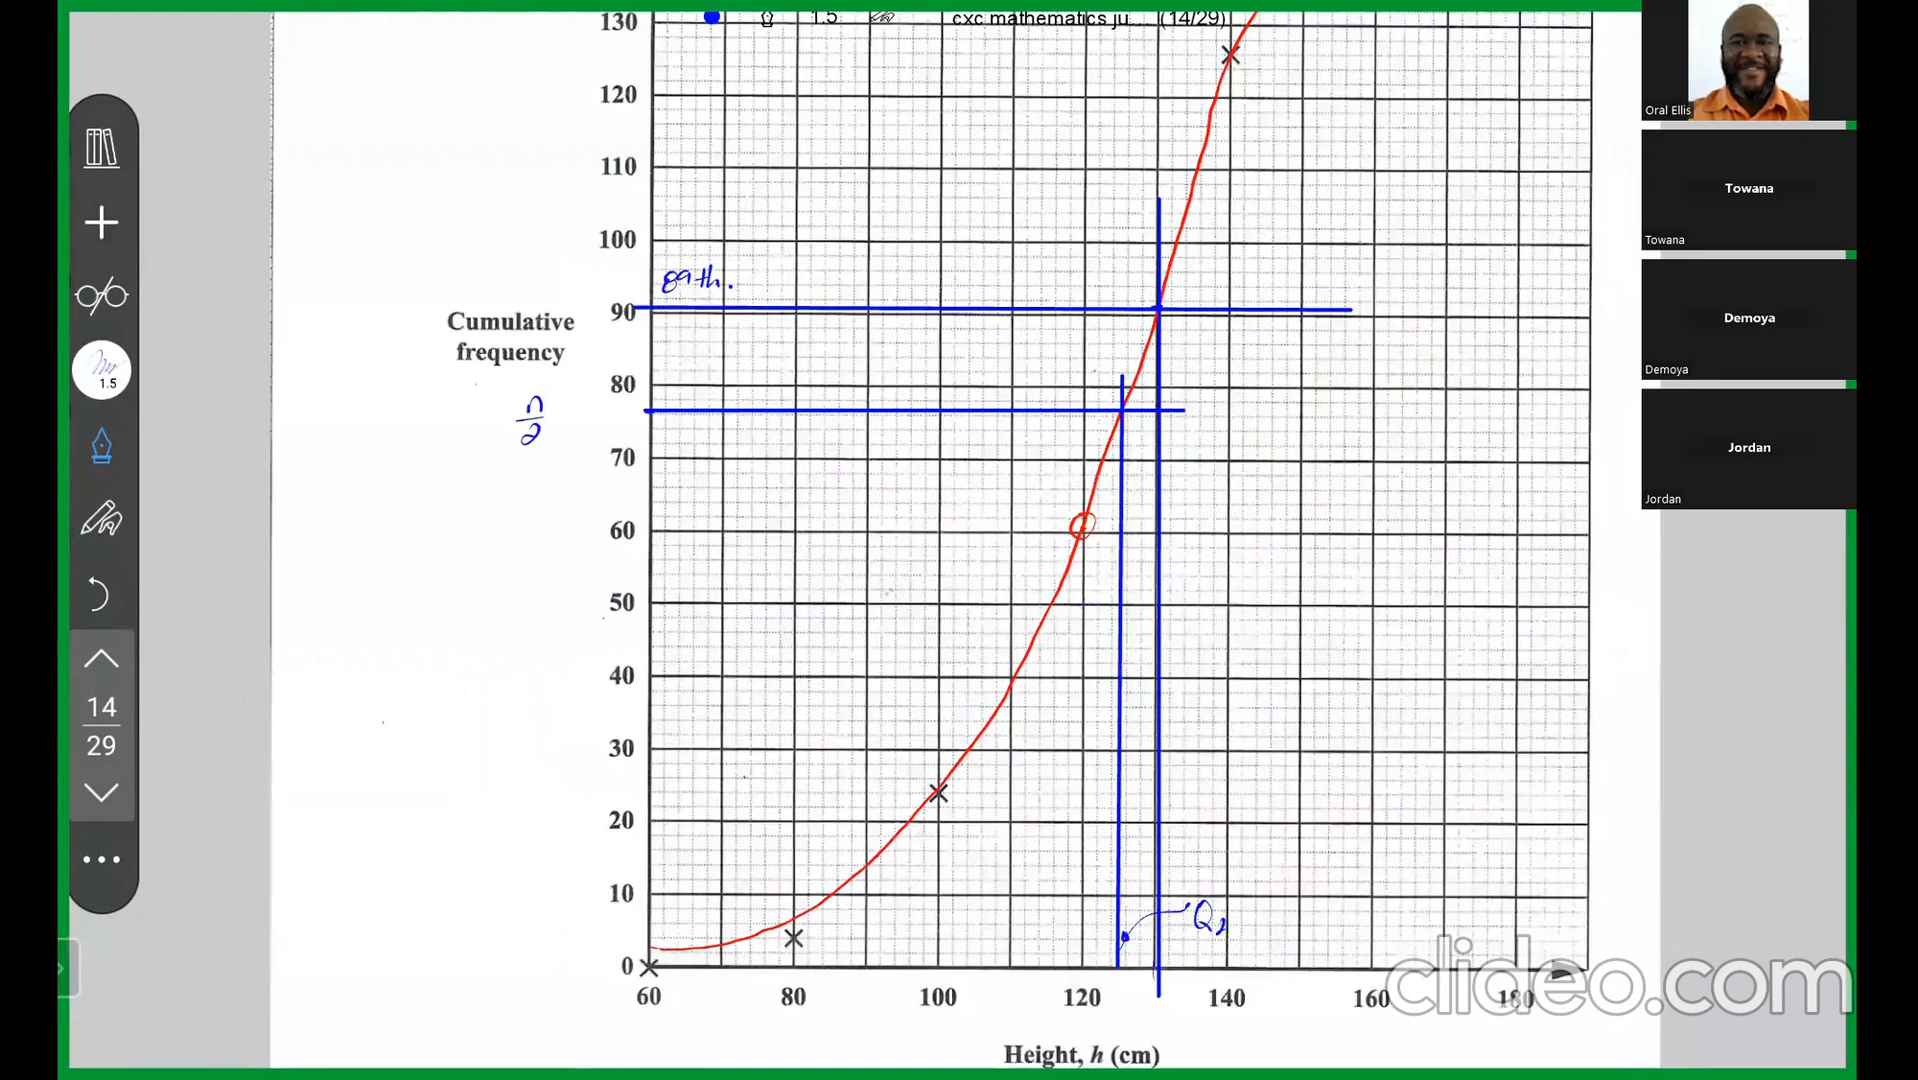 1.5
cxc mathematics ju... (14/29)
130
120
110
100
90
80
70
60
50
40
30
20
10
0
89th.
Cumulative
frequency
n
2
Q2
60 80 100 120 140 160 180
Height, h (cm)
1.5
14
29
Oral Ellis
Towana
Towana
Demoya
Demoya
Jordan
Jordan
clideo.com